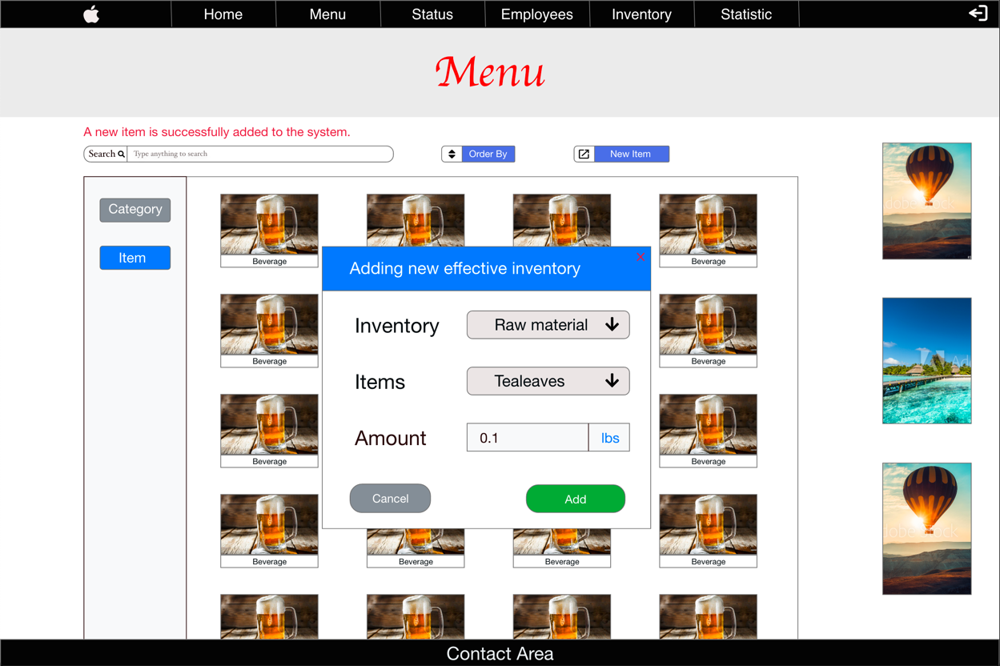 Home Menu Status Employees Inventory Statistic
Menu
A new item is successfully added to the system.
Search Type anything to search
Order By
New Item
Category
Item
Beverage
Beverage
Adding new effective inventory
Inventory Raw material
Items Tealeaves
Amount 0.1 lbs
Cancel Add
Beverage
Beverage
Beverage
Beverage
Beverage Beverage Beverage Beverage
Contact Area